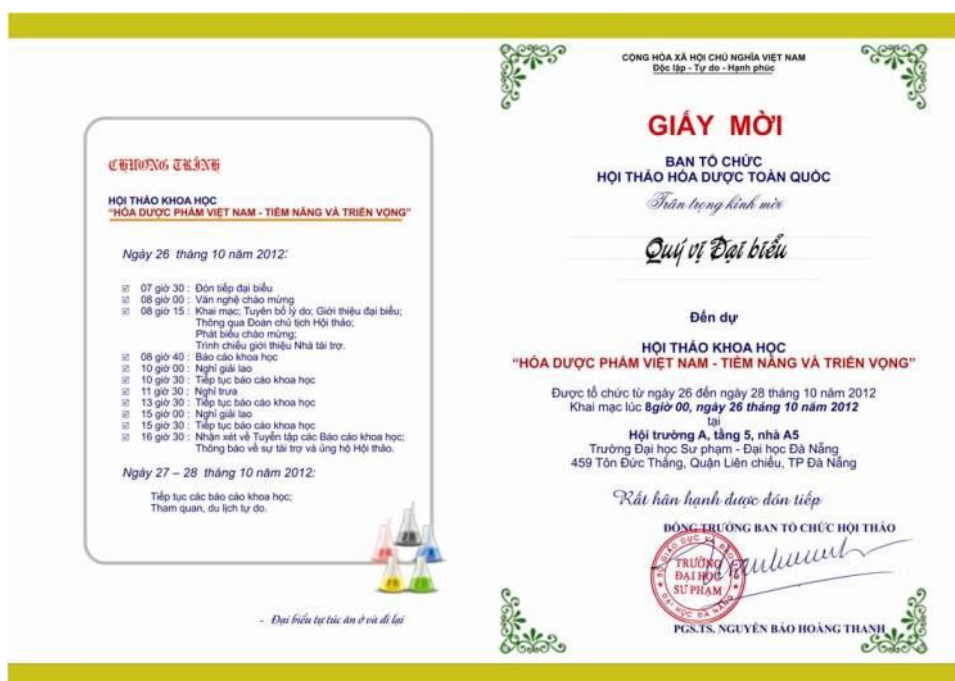 CHƯƠNG TRÌNH
HỘI THẢO KHOA HỌC
“HÓA DƯỢC PHẨM VIỆT NAM - TIỀM NĂNG VÀ TRIỂN VỌNG”
Ngày 26 tháng 10 năm 2012:
07 giờ 30 : Đón tiếp đại biểu
08 giờ 00 : Văn nghệ chào mừng
08 giờ 15 : Khai mạc; Tuyên bố lý do; Giới thiệu đại biểu;
Thông qua Đoàn chủ tịch Hội thảo;
Phát biểu chào mừng;
Trình chiếu giới thiệu Nhà tài trợ.
08 giờ 40 : Báo cáo khoa học
10 giờ 00 : Nghỉ giải lao
10 giờ 30 : Tiếp tục báo cáo khoa học
11 giờ 30 : Nghỉ trưa
13 giờ 30 : Tiếp tục báo cáo khoa học
15 giờ 00 : Nghỉ giải lao
15 giờ 30 : Tiếp tục báo cáo khoa học
16 giờ 30 : Nhận xét về Tuyển tập các Báo cáo khoa học;
Thông báo về sự tài trợ và ủng hộ Hội thảo.
Ngày 27 – 28 tháng 10 năm 2012:
Tiếp tục các báo cáo khoa học;
Tham quan, du lịch tự do.
- Đại biểu tự túc ăn ở và đi lại
CỘNG HÒA XÃ HỘI CHỦ NGHĨA VIỆT NAM
Độc lập - Tự do - Hạnh phúc
GIẤY MỜI
BAN TỔ CHỨC
HỘI THẢO HÓA DƯỢC TOÀN QUỐC
Trân trọng kính mời
Quý vị Đại biểu
Đến dự
HỘI THẢO KHOA HỌC
“HÓA DƯỢC PHẨM VIỆT NAM - TIỀM NĂNG VÀ TRIỂN VỌNG”
Được tổ chức từ ngày 26 đến ngày 28 tháng 10 năm 2012
Khai mạc lúc 8giờ 00, ngày 26 tháng 10 năm 2012
tại
Hội trường A, tầng 5, nhà A5
Trường Đại học Sư phạm - Đại học Đà Nẵng
459 Tôn Đức Thắng, Quận Liên chiểu, TP Đà Nẵng
Rất hân hạnh được đón tiếp
ĐỒNG TRƯỞNG BAN TỔ CHỨC HỘI THẢO
BỘ GIÁO DỤC VÀ ĐÀO TẠO
TRƯỜNG
ĐẠI HỌC
SƯ PHẠM
ĐẠI HỌC ĐÀ NẴNG
PGS.TS. NGUYỄN BẢO HOÀNG THANH